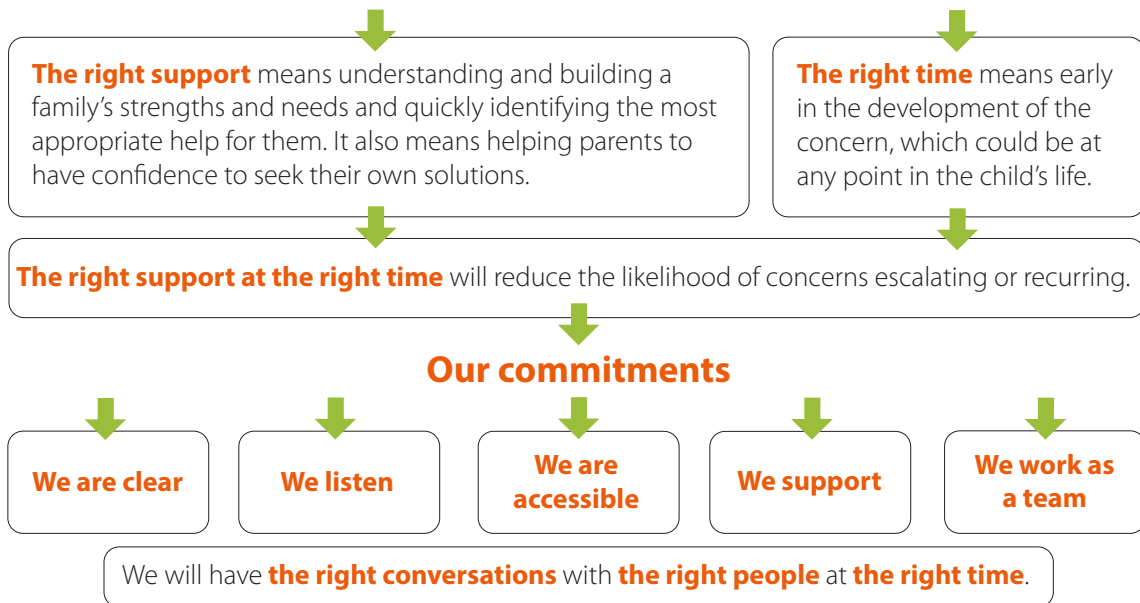 The right support means understanding and building a
family’s strengths and needs and quickly identifying the most
appropriate help for them. It also means helping parents to
have confidence to seek their own solutions.
The right time means early
in the development of the
concern, which could be at
any point in the child’s life.
The right support at the right time will reduce the likelihood of concerns escalating or recurring.
Our commitments
We are clear
We listen
We are
accessible
We support
We work as
a team
We will have the right conversations with the right people at the right time.